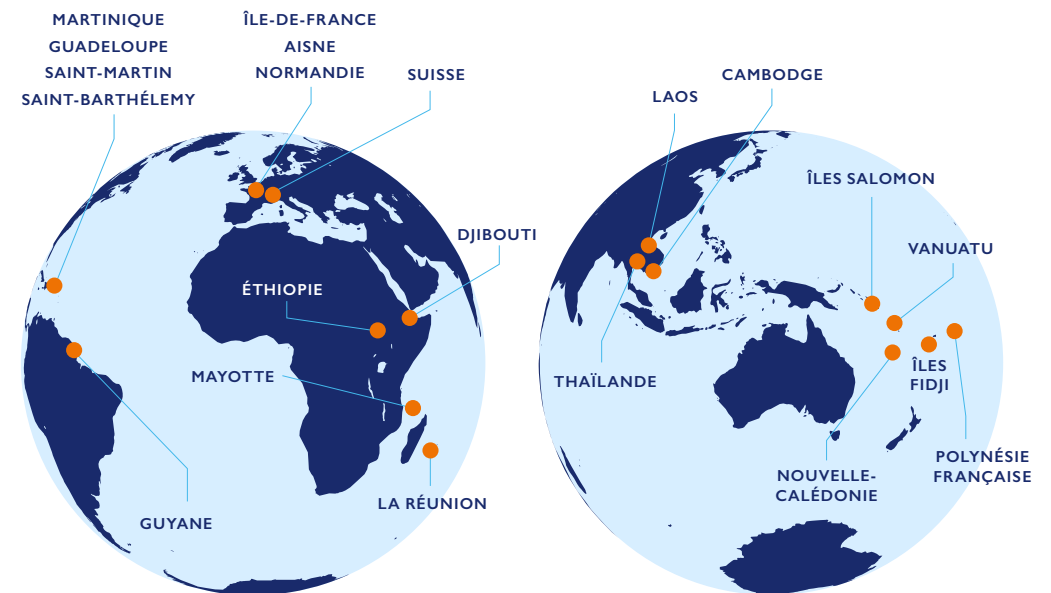 MARTINIQUE
GUADELOUPE
SAINT-MARTIN
SAINT-BARTHÉLEMY
ÎLE-DE-FRANCE
AISNE
NORMANDIE
SUISSE
DJIBOUTI
ÉTHIOPIE
MAYOTTE
LA RÉUNION
GUYANE
CAMBODGE
LAOS
ÎLES SALOMON
VANUATU
THAÏLANDE
ÎLES
FIDJI
POLYNÉSIE
FRANÇAISE
NOUVELLE-
CALÉDONIE